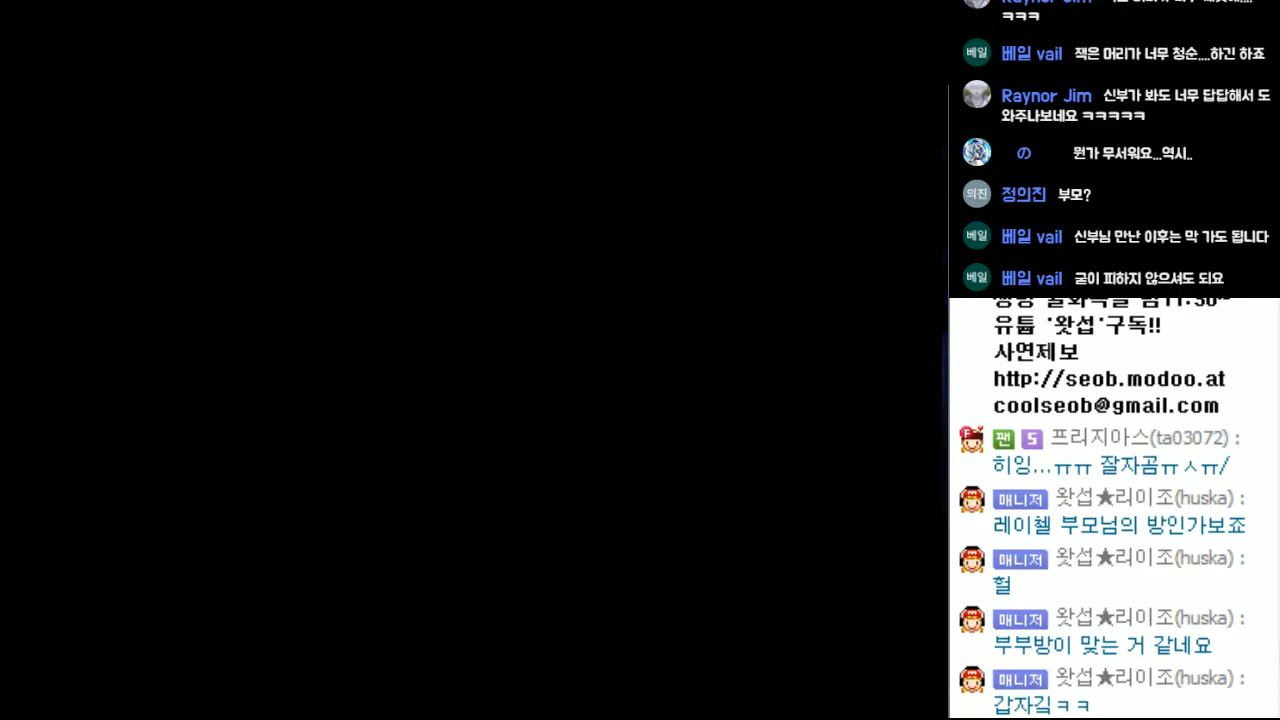 ㅋㅋㅋ
베일 베일 vail 잭은 머리가 너무 청순....하긴 하죠
Raynor Jim 신부가 봐도 너무 답답해서 도
와주나보네요 ㅋㅋㅋㅋㅋ
の 뭔가 무서워요...역시..
의진 정의진 부모?
베일 베일 vail 신부님 만난 이후는 막 가도 됩니다
베일 베일 vail 굳이 피하지 않으셔도 되요
유튭 '왓섭'구독!!
사연제보
http://seob.modoo.at
coolseob@gmail.com
팬 S 프리지아스(ta03072) :
히잉...ㅠㅠ 잘자곰ㅠㅅㅠ/
매니저 왓섭★리이조(huska) :
레이첼 부모님의 방인가보죠
매니저 왓섭★리이조(huska) :
헐
매니저 왓섭★리이조(huska) :
부부방이 맞는 거 같네요
매니저 왓섭★리이조(huska) :
갑자깈ㅋㅋ